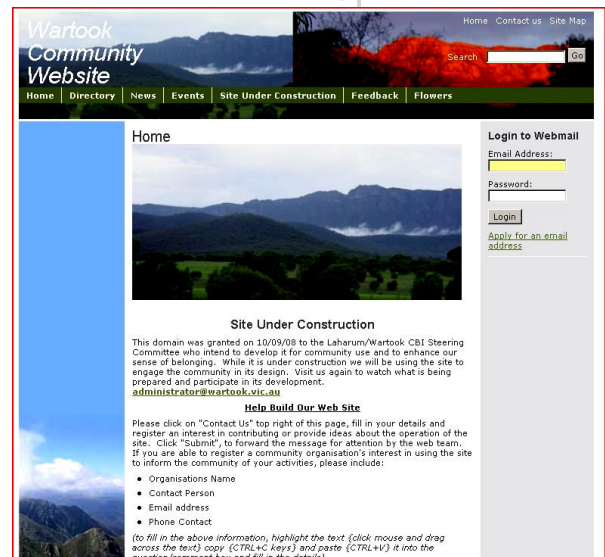 Home Contact us Site Map
Wartook
Community
Website
Search Go
Home Directory News Events Site Under Construction Feedback Flowers
Home
Login to Webmail
Email Address:
Password:
Login
Apply for an email
address
Site Under Construction
This domain was granted on 10/09/08 to the Laharum/Wartook CBI Steering
Committee who intend to develop it for community use and to enhance our
sense of belonging. While it is under construction we will be using the site to
engage the community in its design. Visit us again to watch what is being
prepared and participate in its development.
administrator@wartook.vic.au
Help Build Our Web Site
Please click on "Contact Us" top right of this page, fill in your details and
register an interest in contributing or provide ideas about the operation of the
site. Click "Submit", to forward the message for attention by the web team.
If you are able to register a community organisation's interest in using the site
to inform the community of your activities, please include:
• Organisations Name
• Contact Person
• Email address
• Phone Contact
(to fill in the above information, highlight the text {click mouse and drag
across the text} copy {CTRL+C keys} and paste {CTRL+V} it into the
question/comment box and fill in the details)